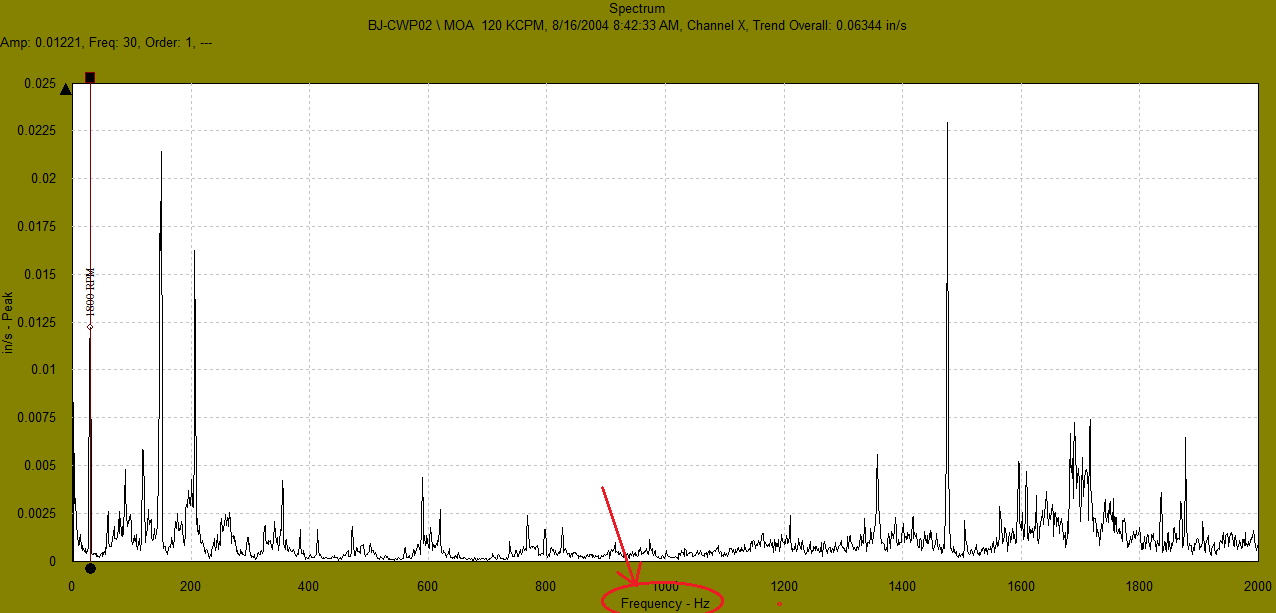 Spectrum
BJ-CWP02 \ MOA  120 KCPM, 8/16/2004 8:42:33 AM, Channel X, Trend Overall: 0.06344 in/s
Amp: 0.01221, Freq: 30, Order: 1, ---
0.025
0.0225
0.02
0.0175
0.015
0.0125
0.01
0.0075
0.005
0.0025
0
in/s - Peak
1800 RPM
0 200 400 600 800 1000 1200 1400 1600 1800 2000
Frequency - Hz